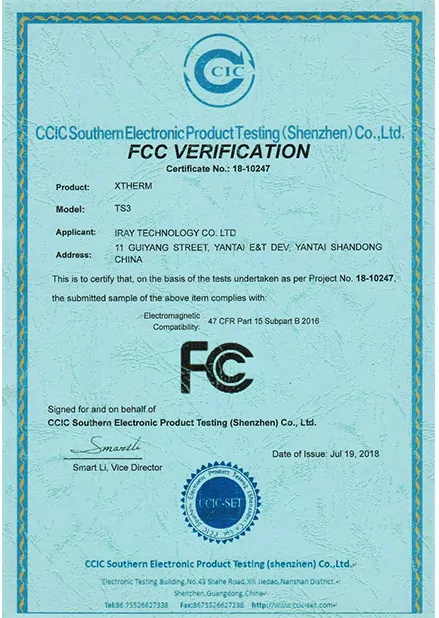 CCIC
CCIC Southern Electronic Product Testing (Shenzhen) Co.,Ltd.
FCC VERIFICATION
Certificate No.: 18-10247
Product: XTHERM
Model: TS3
Applicant: IRAY TECHNOLOGY CO. LTD
Address: 11 GUIYANG STREET, YANTAI E&T DEV, YANTAI SHANDONG
CHINA
This is to certify that, on the basis of the tests undertaken as per Project No. 18-10247,
the submitted sample of the above item complies with:
Electromagnetic
Compatibility: 47 CFR Part 15 Subpart B 2016
FCC
Signed for and on behalf of
CCIC Southern Electronic Product Testing (Shenzhen) Co., Ltd.
Smartli
Smart Li, Vice Director
Date of Issue: Jul 19, 2018
CCIC-SET
CCIC Southern Electronic Product Testing (shenzhen) Co.,Ltd.
Electronic Testing Building,No.43 Shahe Road,Xili Jiedao,Nanshan District,
Shenzhen,Guangdong,China
Tel:86 75526627338 Fax:8675526627238 http://www.ccic-set.com